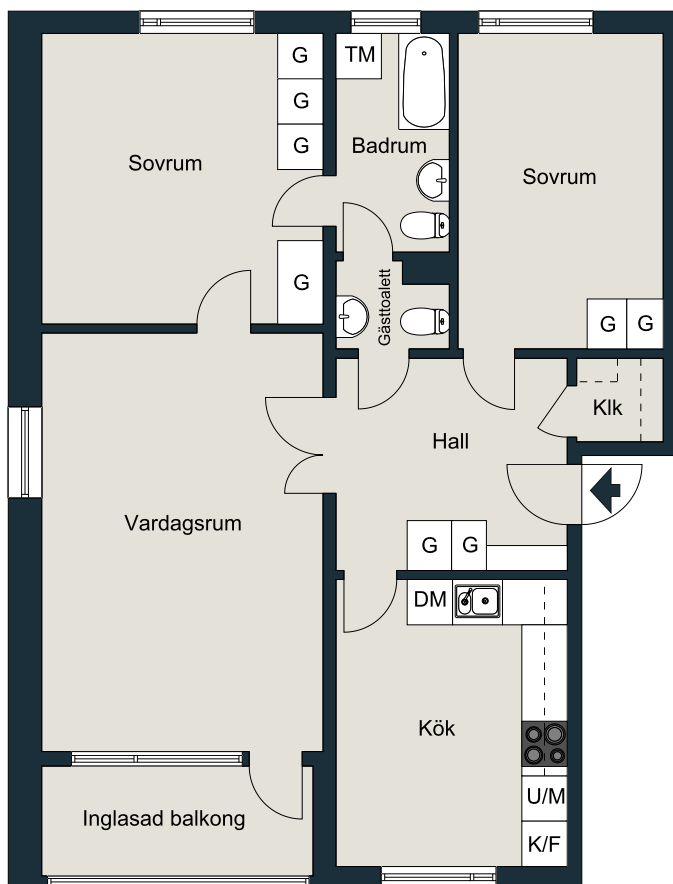 TM
G
G
G
Badrum
Sovrum
Sovrum
G
Gästtoalett
G
G
Klk
Hall
Vardagsrum
G
G
DM
Kök
U/M
Inglasad balkong
K/F